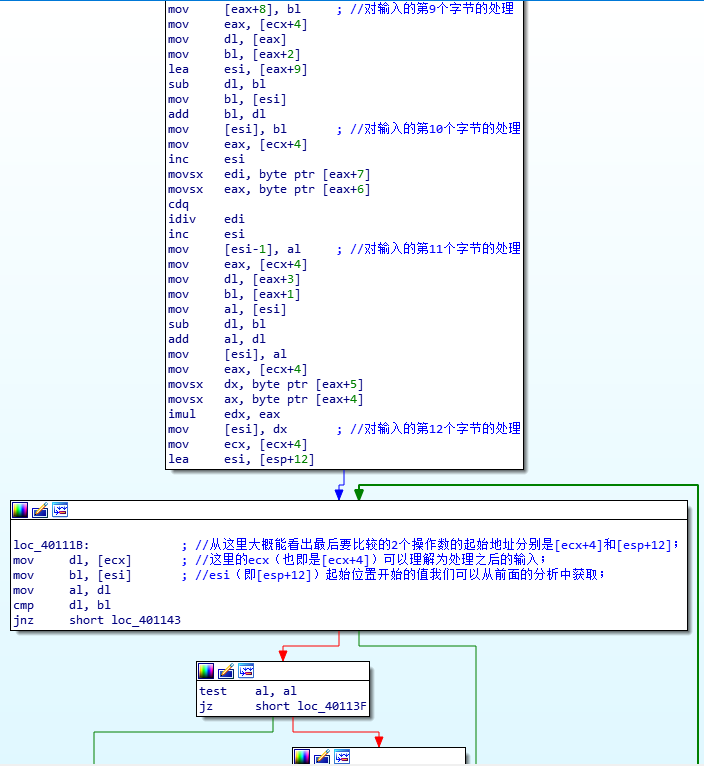 mov [eax+8], bl ; //对输入的第9个字节的处理
mov eax, [ecx+4]
mov dl, [eax]
mov bl, [eax+2]
lea esi, [eax+9]
sub dl, bl
mov bl, [esi]
add bl, dl
mov [esi], bl ; //对输入的第10个字节的处理
mov eax, [ecx+4]
inc esi
movsx edi, byte ptr [eax+7]
movsx eax, byte ptr [eax+6]
cdq
idiv edi
inc esi
mov [esi-1], al ; //对输入的第11个字节的处理
mov eax, [ecx+4]
mov dl, [eax+3]
mov bl, [eax+1]
mov al, [esi]
sub dl, bl
add al, dl
mov [esi], al
mov eax, [ecx+4]
movsx dx, byte ptr [eax+5]
movsx ax, byte ptr [eax+4]
imul edx, eax
mov [esi], dx ; //对输入的第12个字节的处理
mov ecx, [ecx+4]
lea esi, [esp+12]
loc_40111B: ; //从这里大概能看出最后要比较的2个操作数的起始地址分别是[ecx+4]和[esp+12];
mov dl, [ecx] ; //这里的ecx（也即是[ecx+4]）可以理解为处理之后的输入;
mov bl, [esi] ; //esi（即[esp+12]）起始位置开始的值我们可以从前面的分析中获取;
mov al, dl
cmp dl, bl
jnz short loc_401143
test al, al
jz short loc_40113F